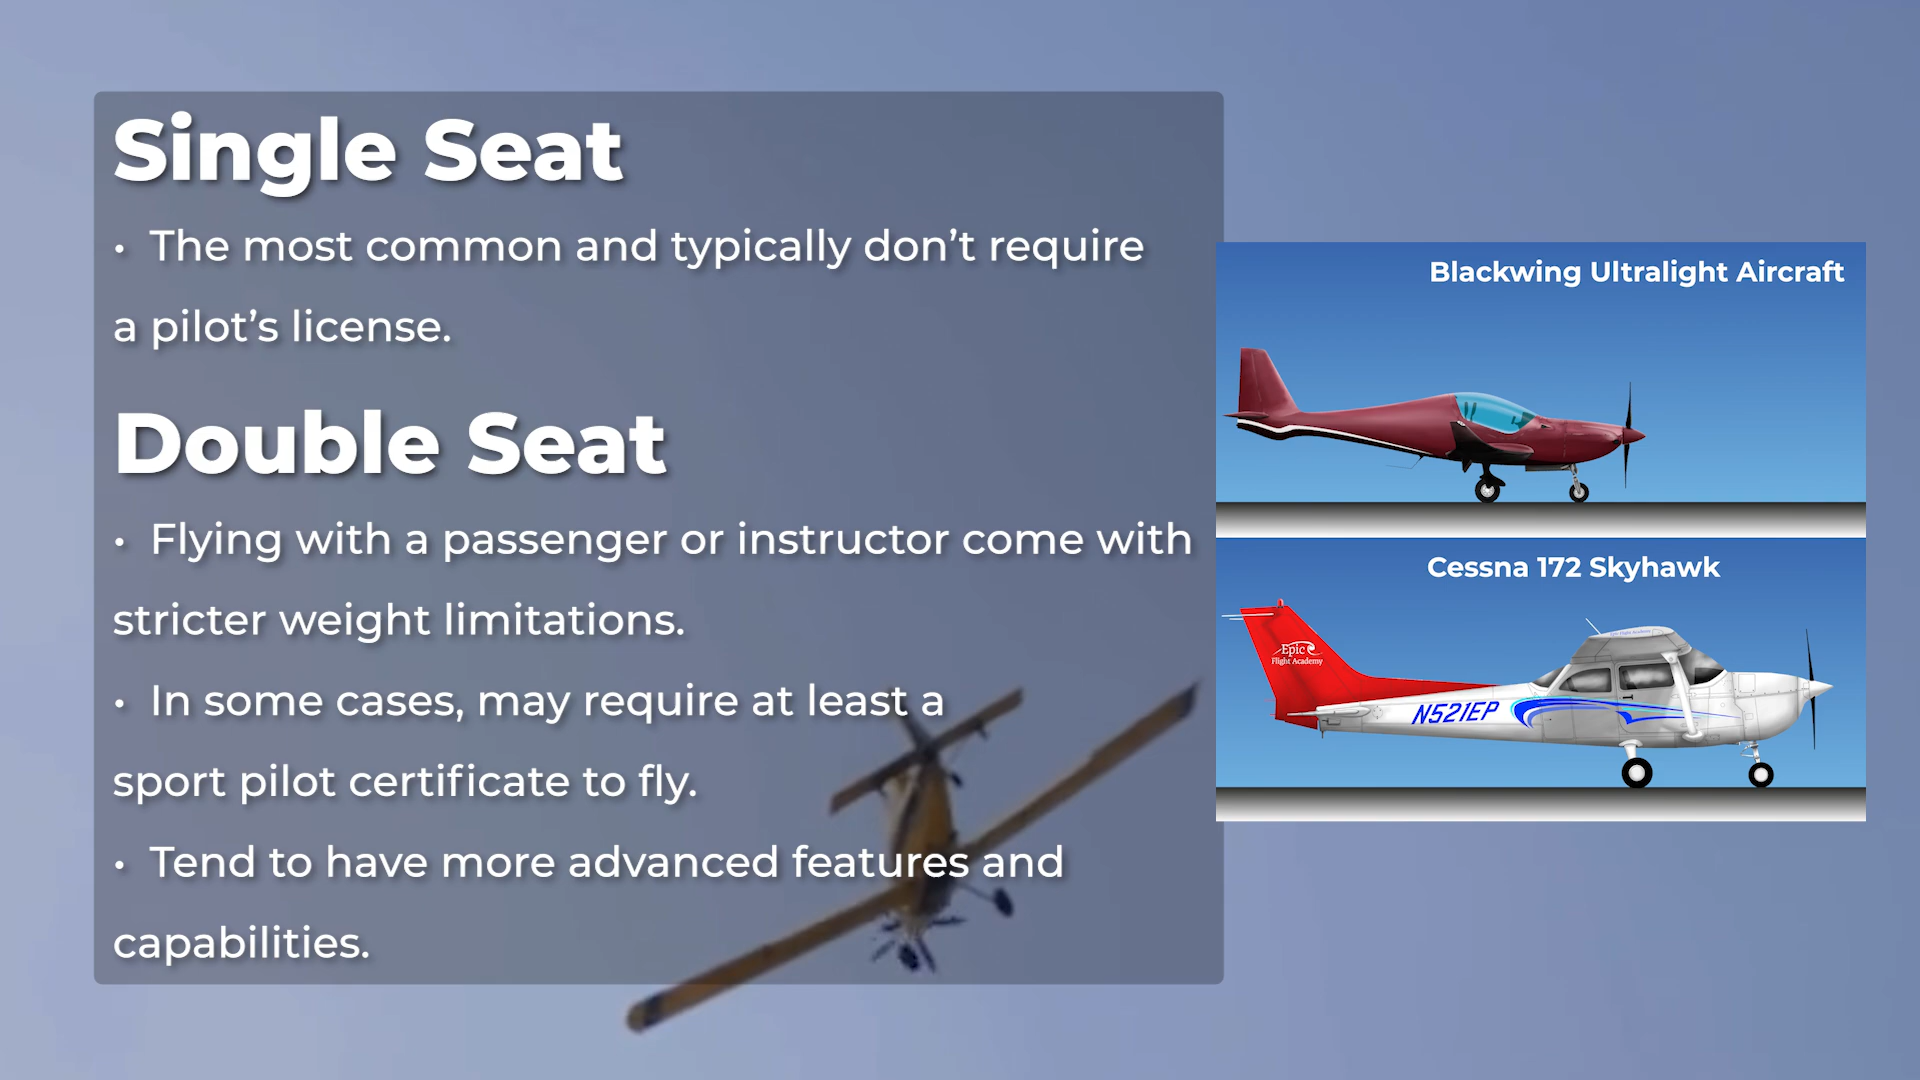 Single Seat
• The most common and typically don’t require
a pilot’s license.
Double Seat
• Flying with a passenger or instructor come with
stricter weight limitations.
• In some cases, may require at least a
sport pilot certificate to fly.
• Tend to have more advanced features and
capabilities.
Blackwing Ultralight Aircraft
Cessna 172 Skyhawk
Epic
Flight Academy
N521EP